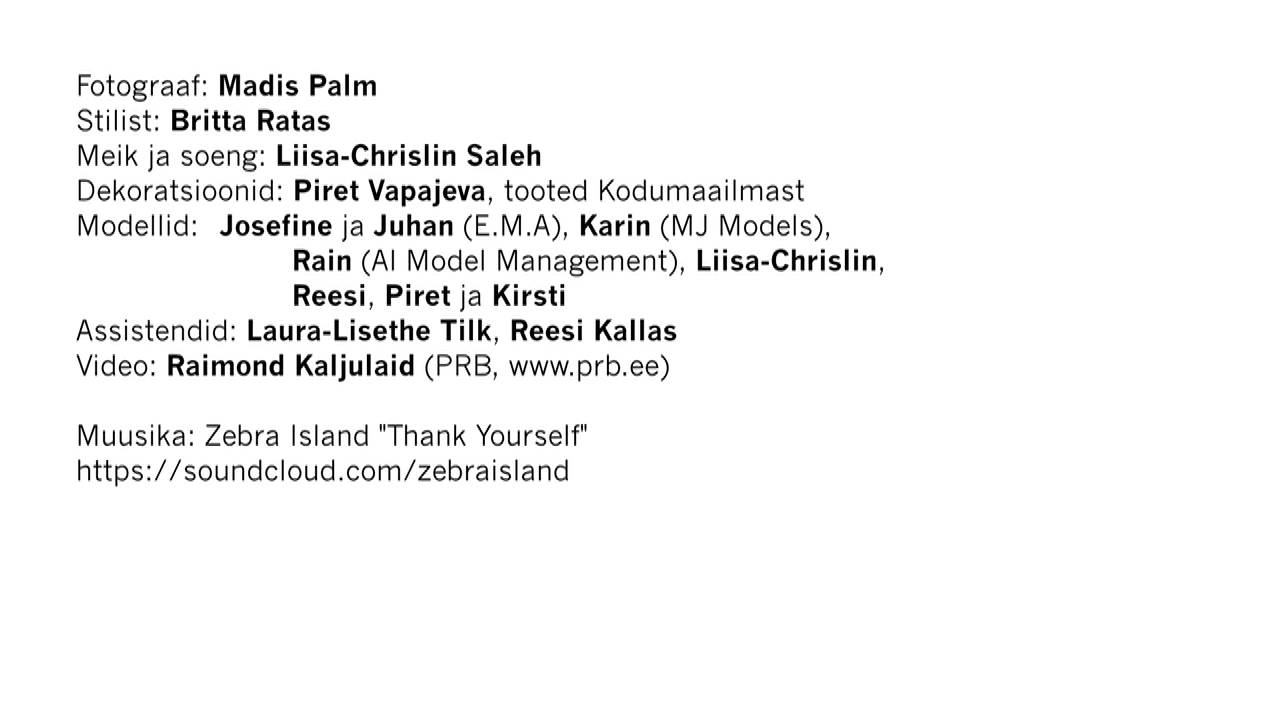 Fotograaf: Madis Palm
Stilist: Britta Ratas
Meik ja soeng: Liisa-Chrislin Saleh
Dekoratsioonid: Piret Vapajeva, tooted Kodumaailmast
Modellid: Josefine ja Juhan (E.M.A), Karin (MJ Models),
Rain (AI Model Management), Liisa-Chrislin,
Reesi, Piret ja Kirsti
Assistendid: Laura-Lisethe Tilk, Reesi Kallas
Video: Raimond Kaljulaid (PRB, www.prb.ee)
Muusika: Zebra Island "Thank Yourself"
https://soundcloud.com/zebraisland